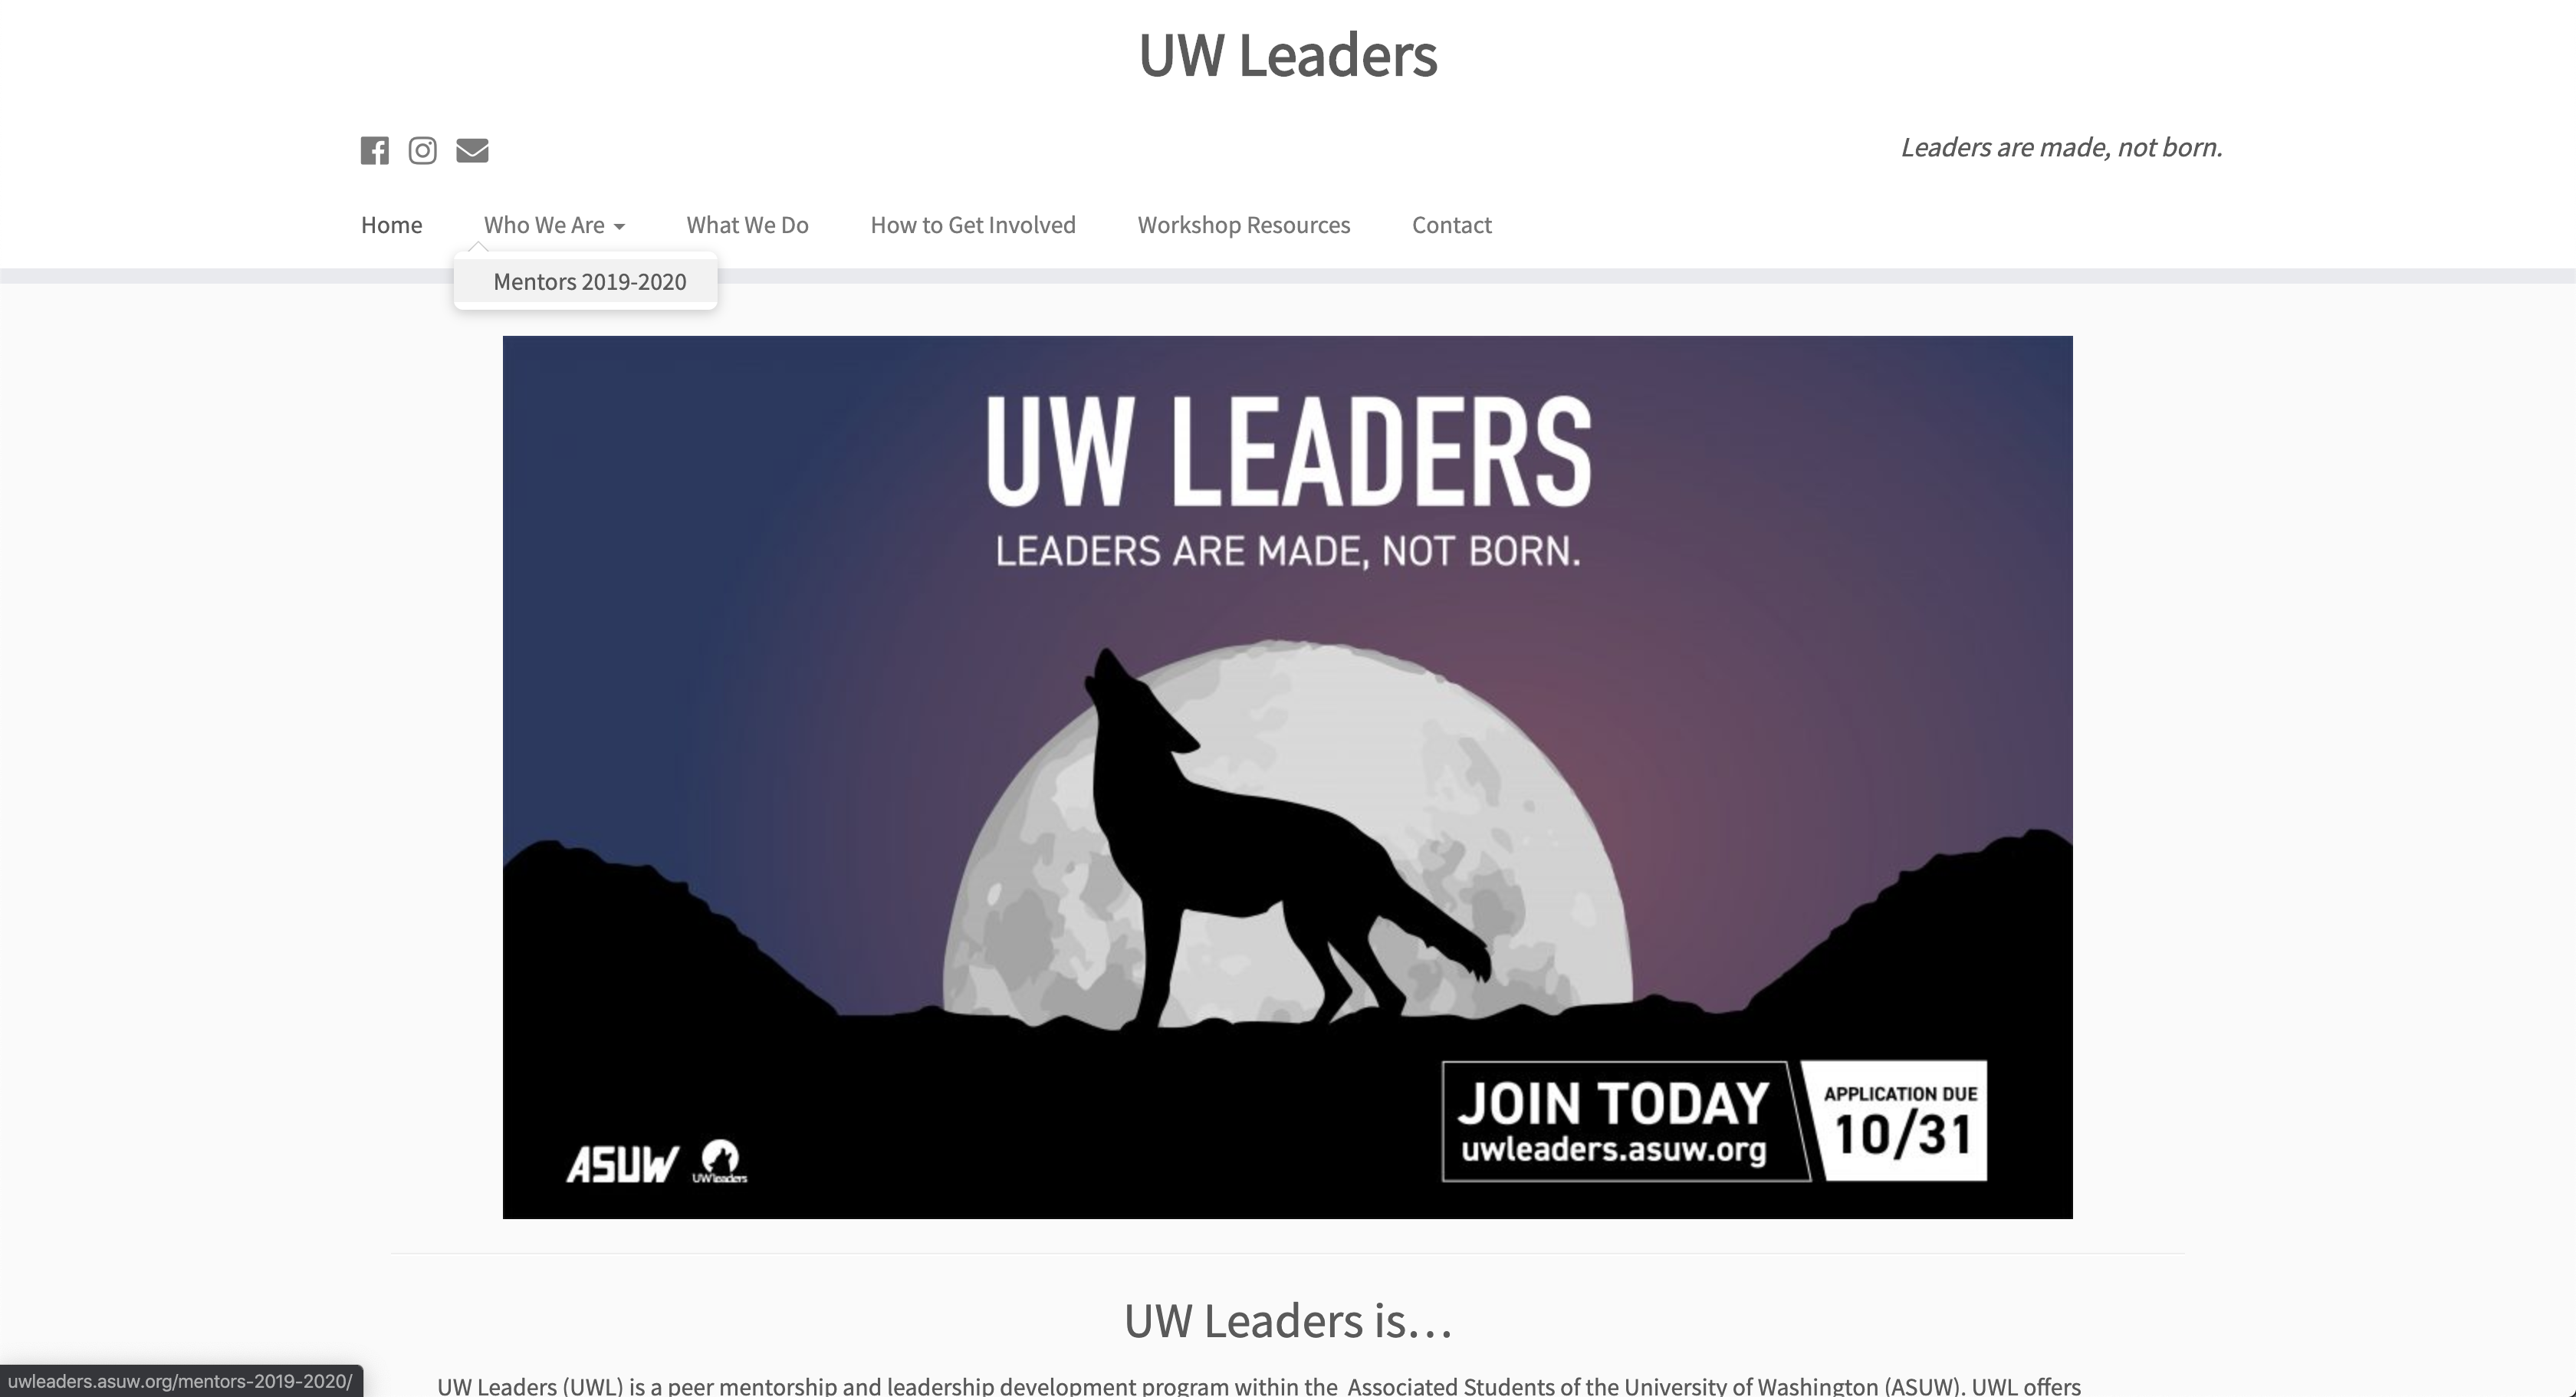 UW Leaders
Leaders are made, not born.
Home Who We Are What We Do How to Get Involved Workshop Resources Contact
Mentors 2019-2020
UW LEADERS
LEADERS ARE MADE, NOT BORN.
JOIN TODAY
uwleaders.asuw.org
APPLICATION DUE
10/31
ASUW
UWleaders
UW Leaders is...
UW Leaders (UWL) is a peer mentorship and leadership development program within the Associated Students of the University of Washington (ASUW). UWL offers
uwleaders.asuw.org/mentors-2019-2020/